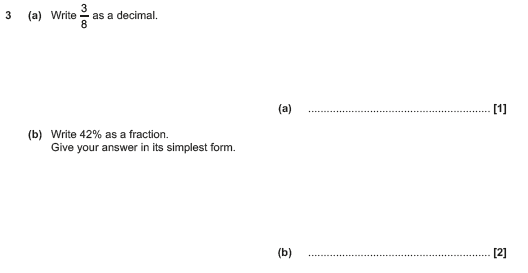 3 (a) Write 3/8 as a decimal.
(a) .......................................................... [1]
(b) Write 42% as a fraction.
Give your answer in its simplest form.
(b) .......................................................... [2]